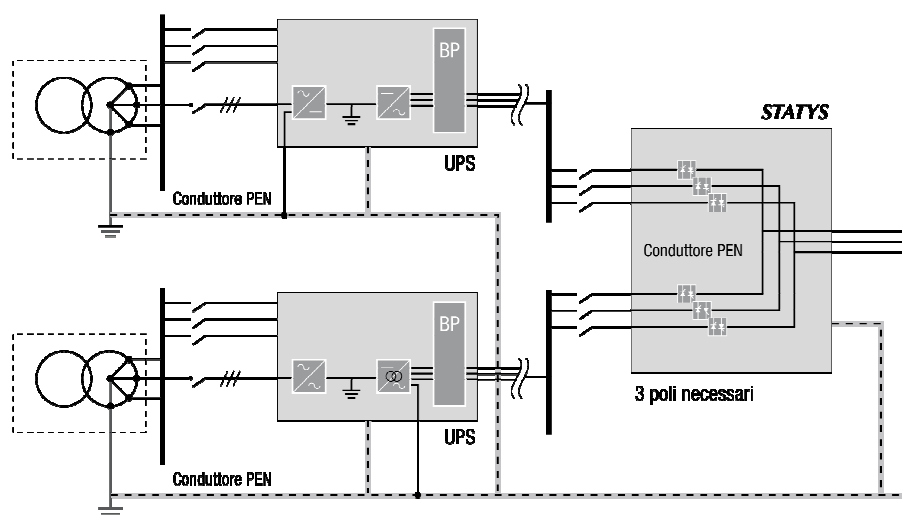 BP
STATYS
UPS
Conduttore PEN
Conduttore PEN
BP
3 poli necessari
UPS
Conduttore PEN